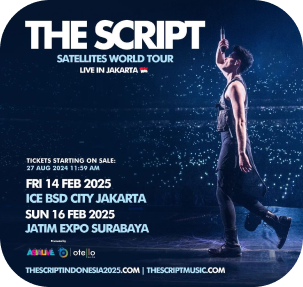 THE SCRIPT
SATELLITES WORLD TOUR
LIVE IN JAKARTA
TICKETS STARTING ON SALE:
27 AUG 2024 11:59 AM
FRI 14 FEB 2025
ICE BSD CITY JAKARTA
SUN 16 FEB 2025
JATIM EXPO SURABAYA
otello
THESCRIPTINDONESIA2025.COM | THESCRIPTMUSIC.COM